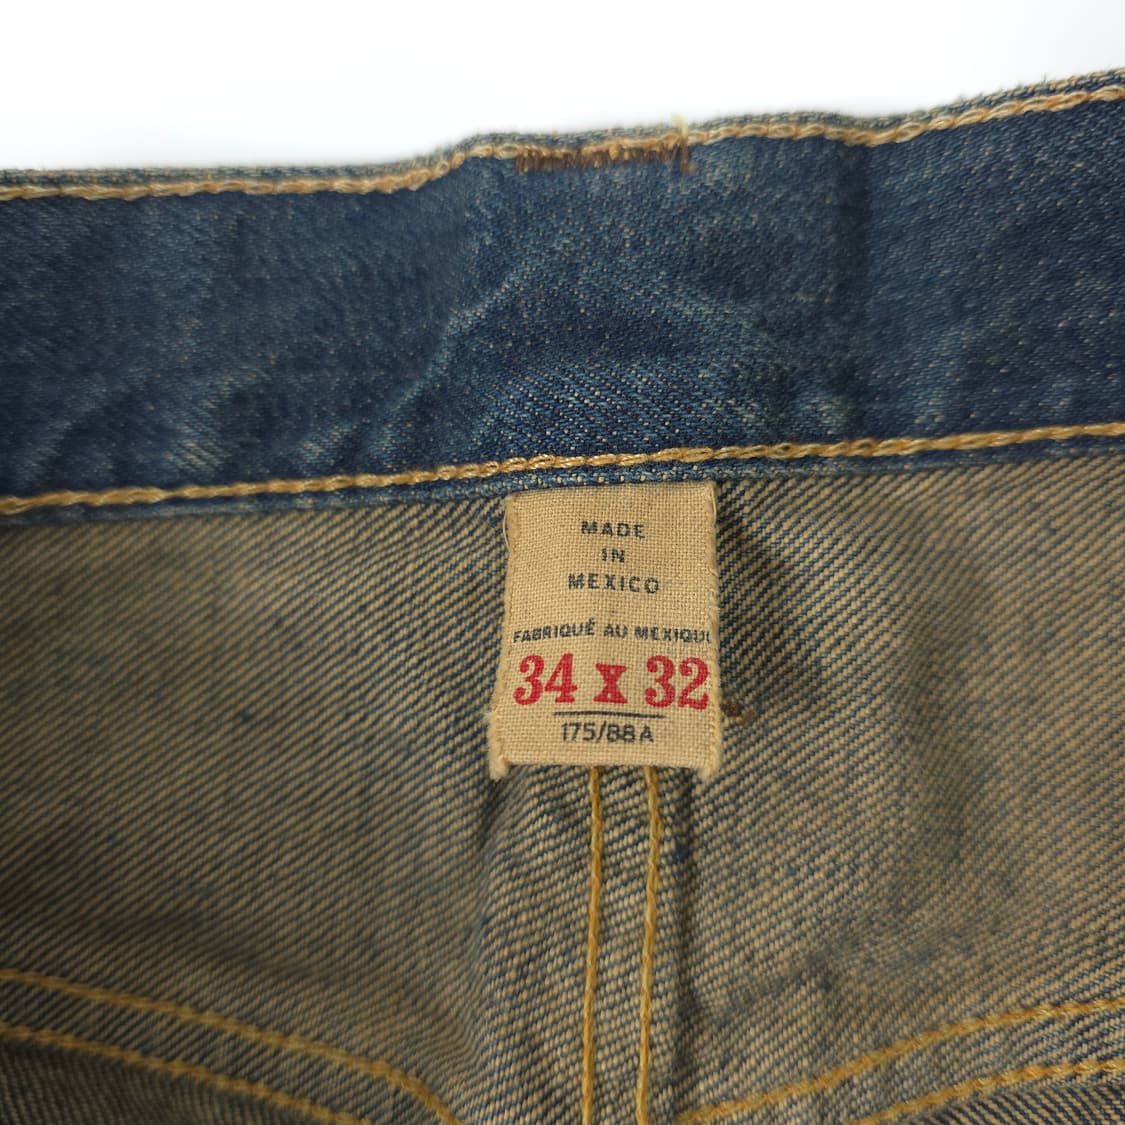 MADE
IN
MEXICO
FABRIQUÉ AU MEXIQUE
34 x 32
175/88A